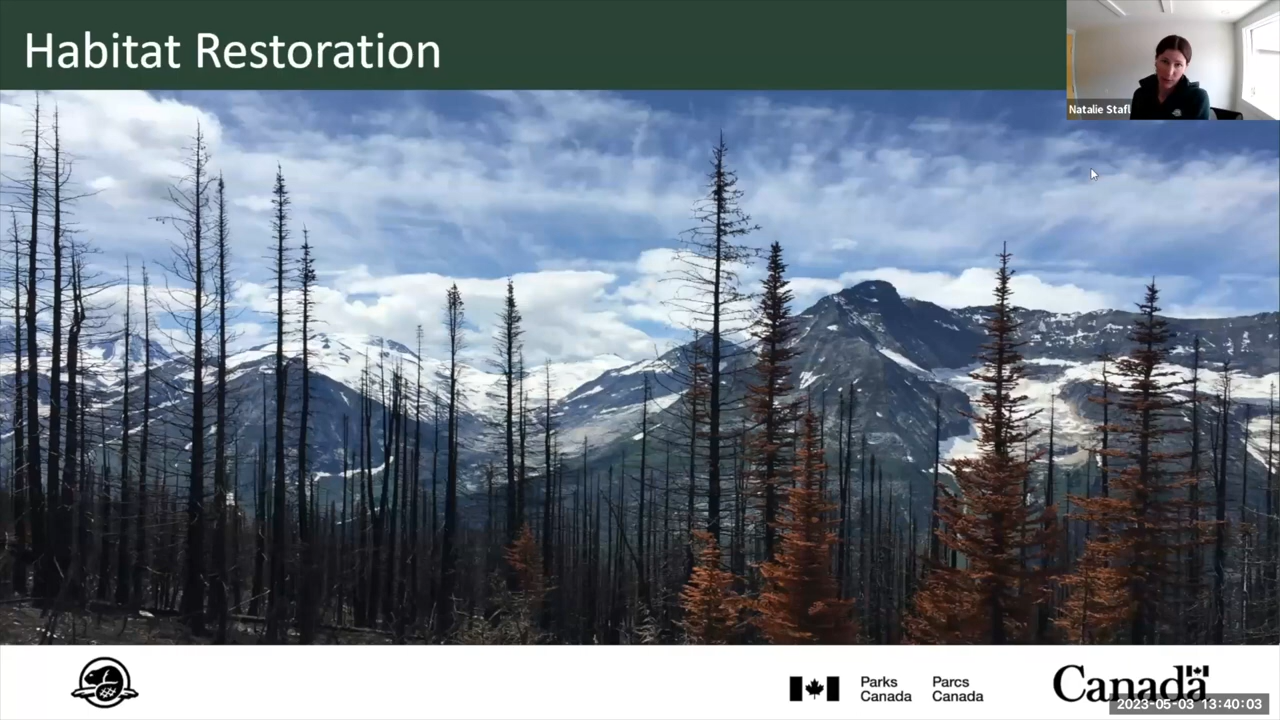 Habitat Restoration
Natalie Stafl
Parks Canada
Parcs Canada
Canada
2023-05-03 13:40:03